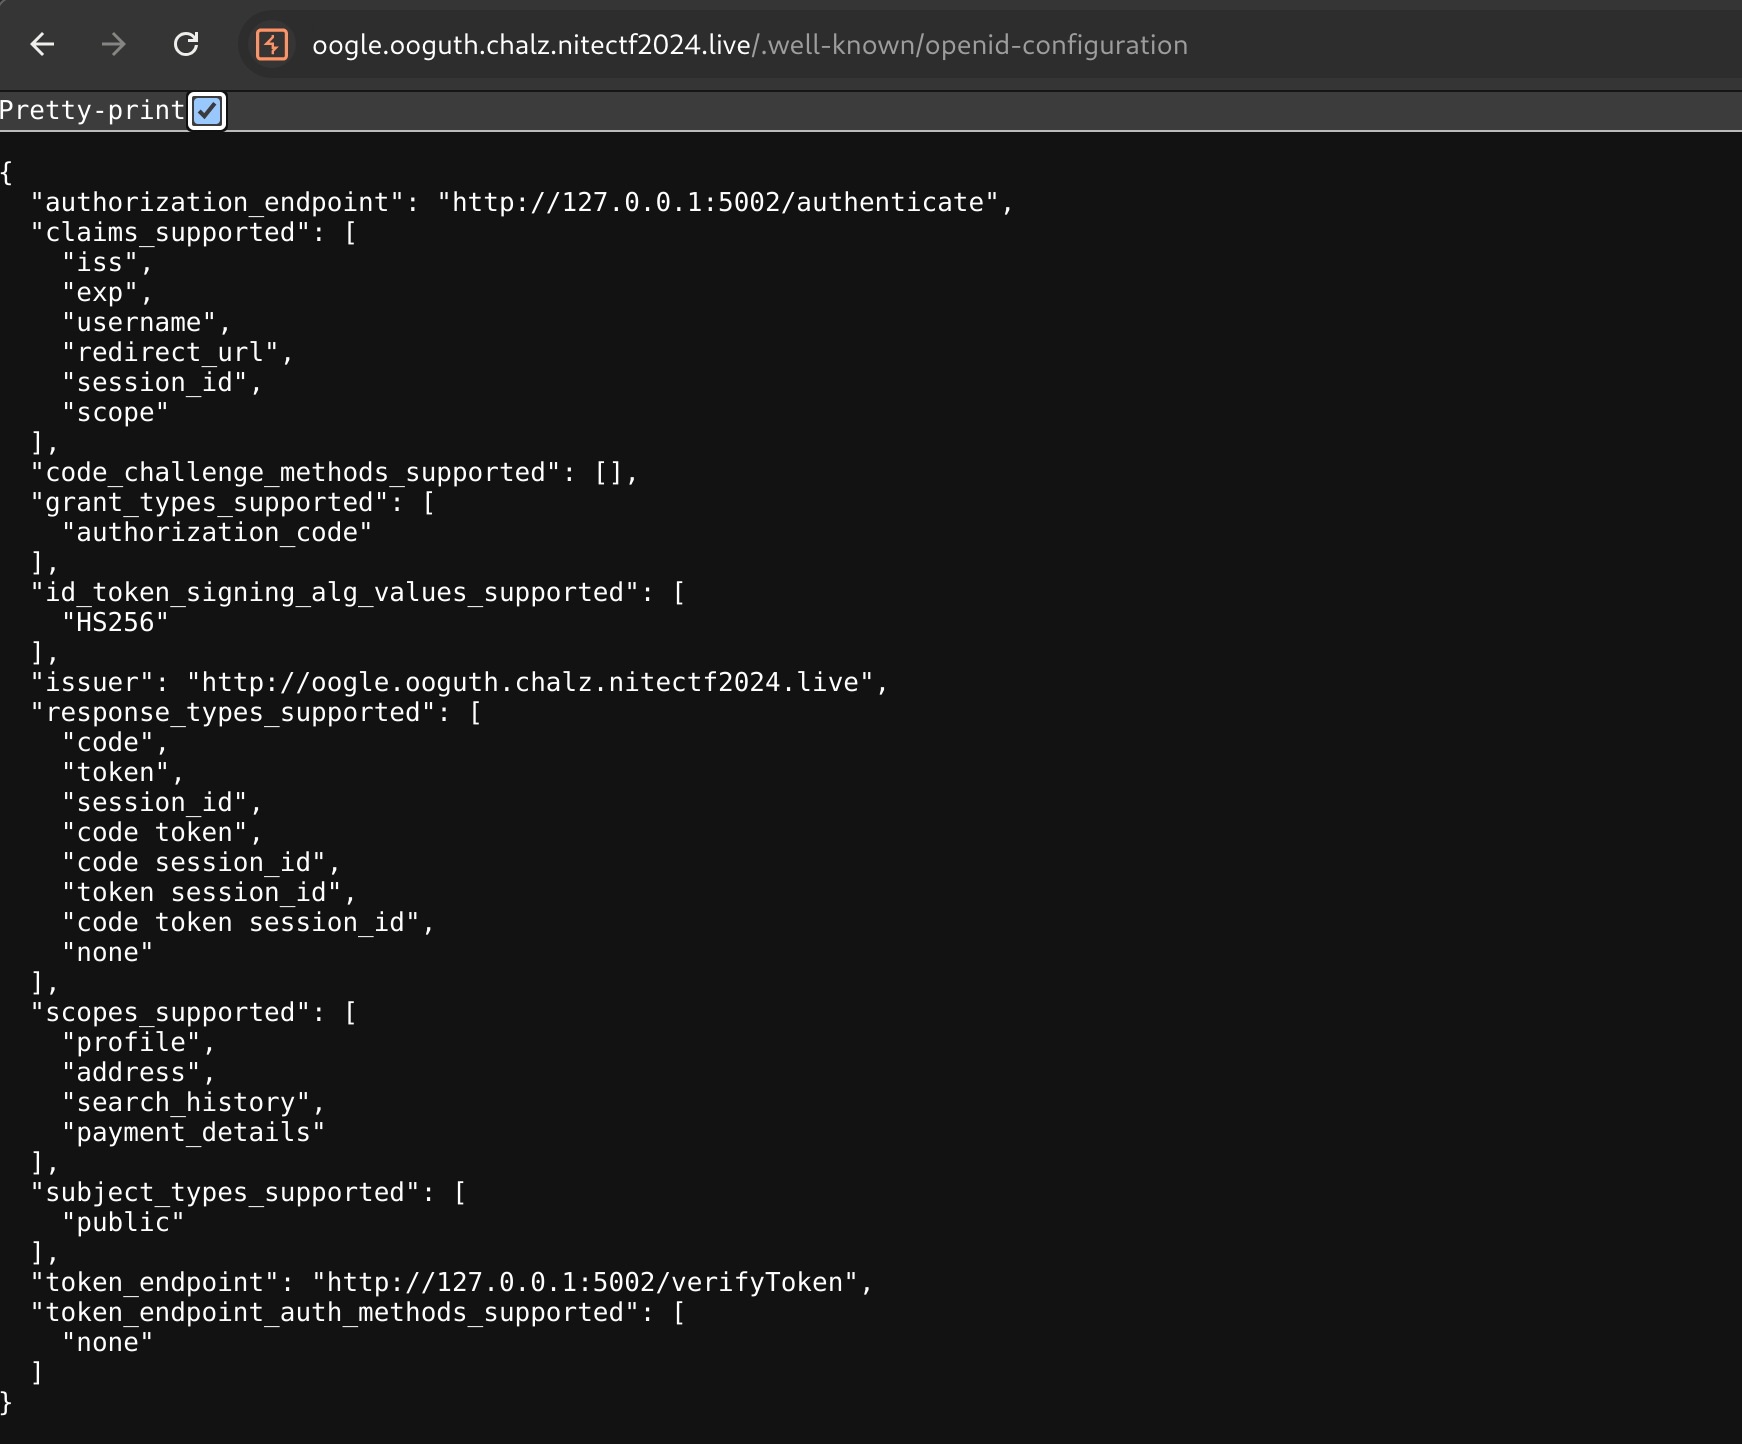 oogle.ooguth.chalz.nitectf2024.live/.well-known/openid-configuration
Pretty-print
{
  "authorization_endpoint": "http://127.0.0.1:5002/authenticate",
  "claims_supported": [
    "iss",
    "exp",
    "username",
    "redirect_url",
    "session_id",
    "scope"
  ],
  "code_challenge_methods_supported": [],
  "grant_types_supported": [
    "authorization_code"
  ],
  "id_token_signing_alg_values_supported": [
    "HS256"
  ],
  "issuer": "http://oogle.ooguth.chalz.nitectf2024.live",
  "response_types_supported": [
    "code",
    "token",
    "session_id",
    "code token",
    "code session_id",
    "token session_id",
    "code token session_id",
    "none"
  ],
  "scopes_supported": [
    "profile",
    "address",
    "search_history",
    "payment_details"
  ],
  "subject_types_supported": [
    "public"
  ],
  "token_endpoint": "http://127.0.0.1:5002/verifyToken",
  "token_endpoint_auth_methods_supported": [
    "none"
  ]
}